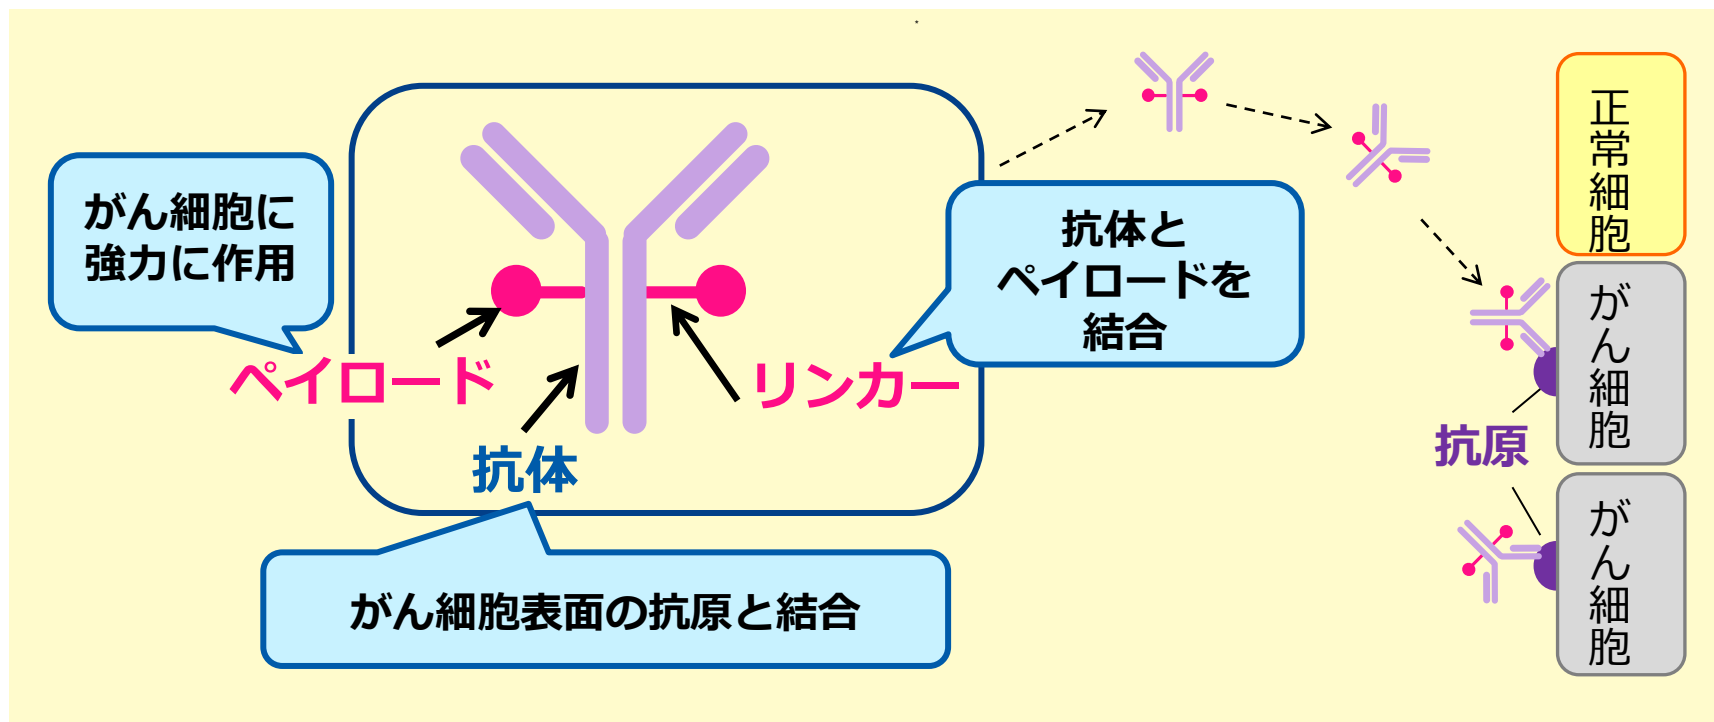 がん細胞に
強力に作用
ペイロード
抗体
リンカー
抗体と
ペイロードを
結合
がん細胞表面の抗原と結合
正常細胞
がん細胞
抗原
がん細胞